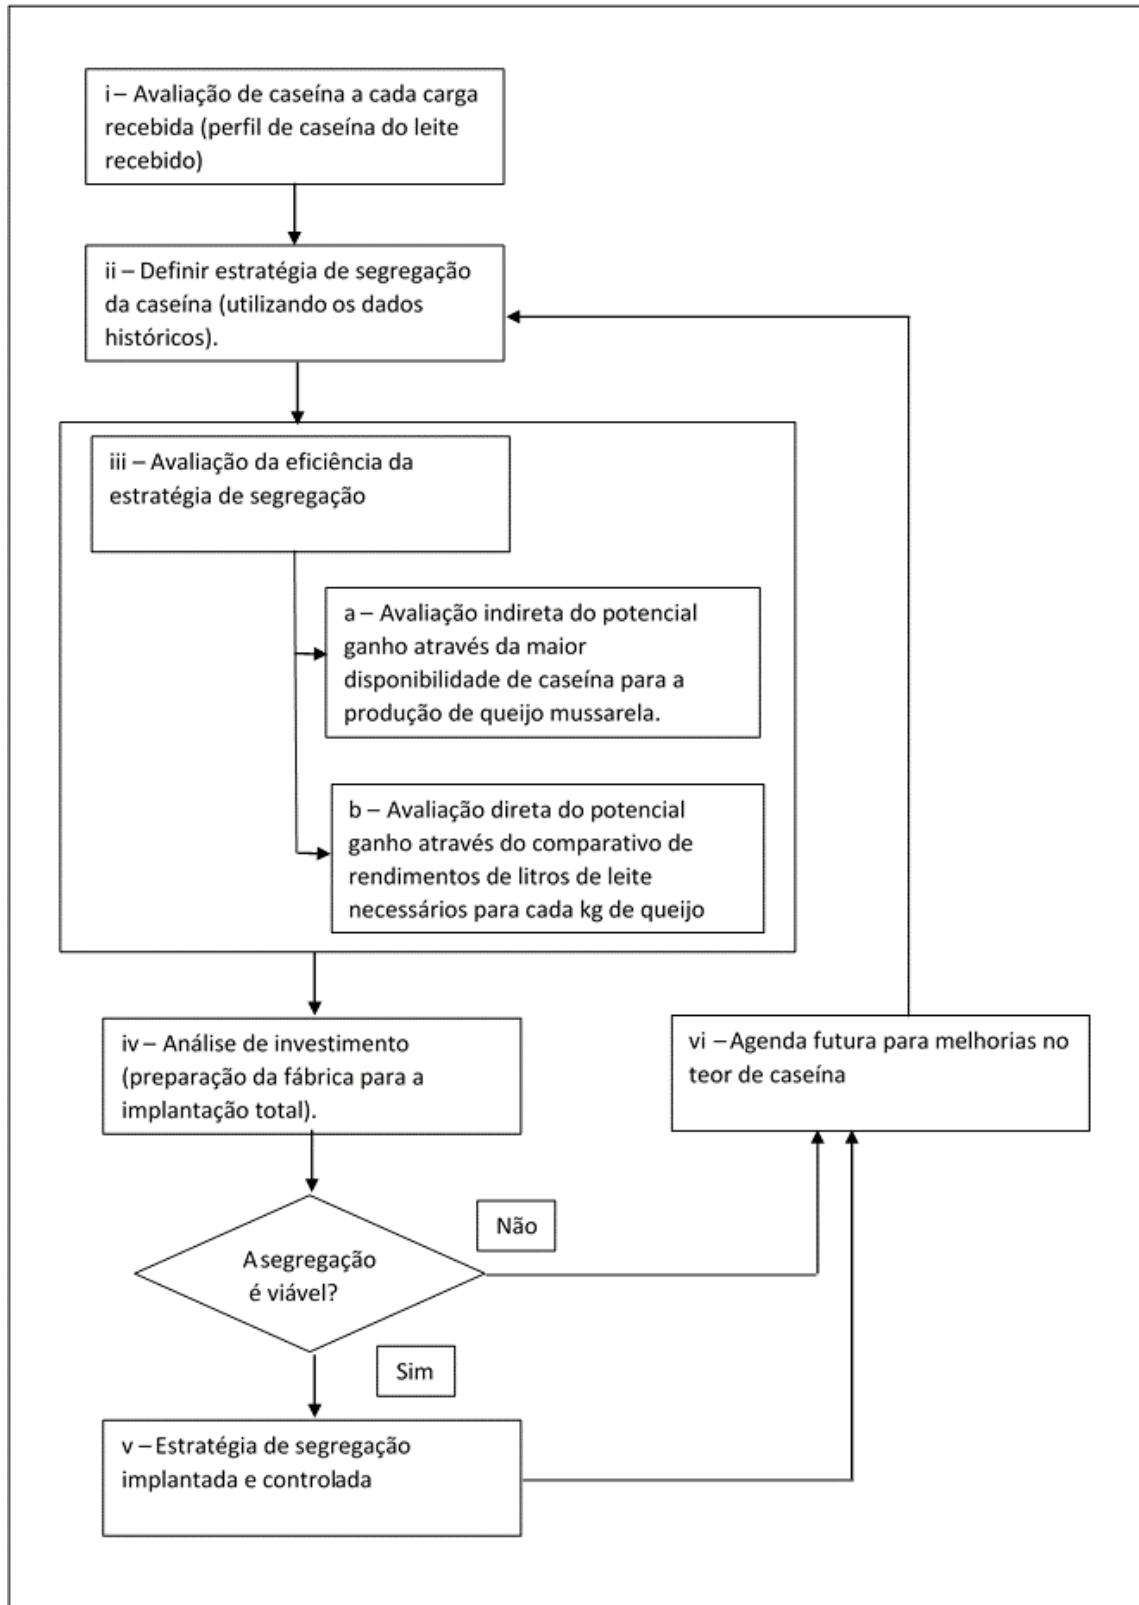 i – Avaliação de caseína a cada carga
recebida (perfil de caseína do leite
recebido)
ii – Definir estratégia de segregação
da caseína (utilizando os dados
históricos).
iii – Avaliação da eficiência da
estratégia de segregação
a – Avaliação indireta do potencial
ganho através da maior
disponibilidade de caseína para a
produção de queijo mussarela.
b – Avaliação direta do potencial
ganho através do comparativo de
rendimentos de litros de leite
necessários para cada kg de queijo
iv – Análise de investimento
(preparação da fábrica para a
implantação total).
vi – Agenda futura para melhorias no
teor de caseína
Não
A segregação
é viável?
Sim
v – Estratégia de segregação
implantada e controlada